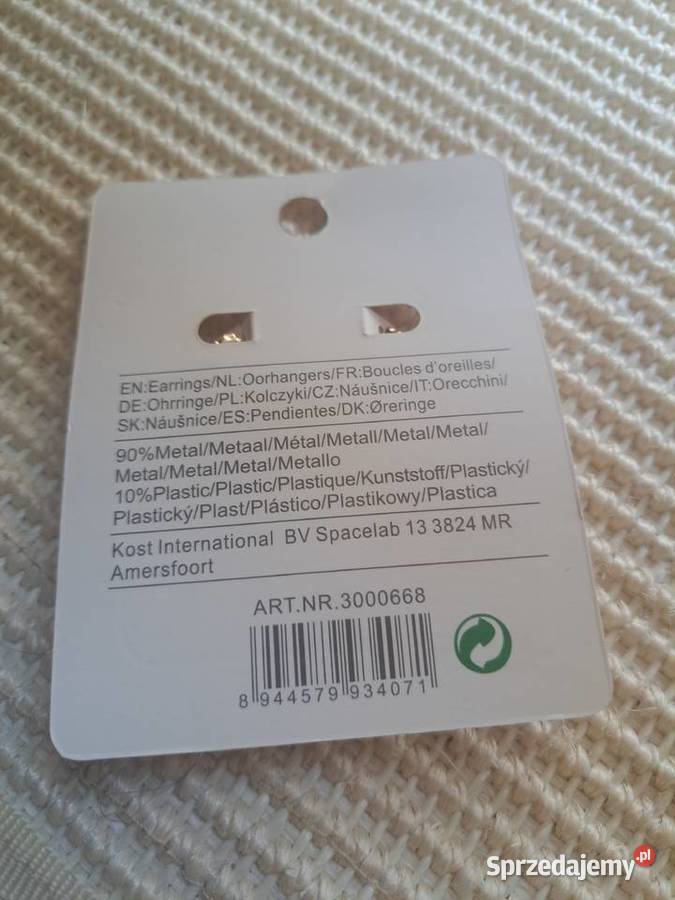 EN:Earrings/NL:Oorhangers/FR:Boucles d'oreilles/
DE:Ohrringe/PL:Kolczyki/CZ:Náušnice/IT:Orecchini/
SK:Náušnice/ES:Pendientes/DK:Øreringe
90%Metal/Metaal/Métal/Metall/Metal/Metal/
Metal/Metal/Metal/Metallo
10%Plastic/Plastic/Plastique/Kunststoff/Plastický/
Plastický/Plast/Plástico/Plastikowy/Plastica
Kost International BV Spacelab 13 3824 MR
Amersfoort
ART.NR.3000668
8 944579 934071
Sprzedajemy.pl